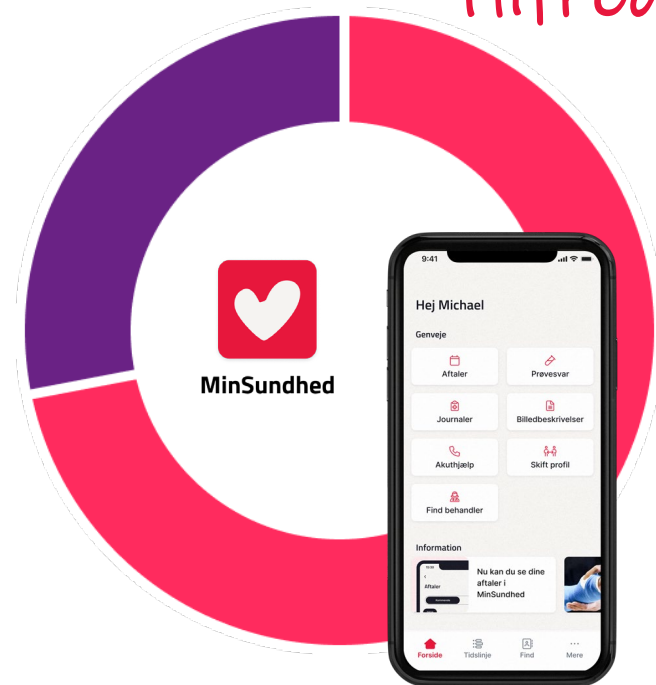 MinSundhed
9:41
Hej Michael
Genveje
Aftaler
Prøvesvar
Journaler
Billedbeskrivelser
Akuthjælp
Skift profil
Find behandler
Information
Aftaler
Nu kan du se dine
aftaler i
MinSundhed
Forside
Tidslinje
Find
Mere